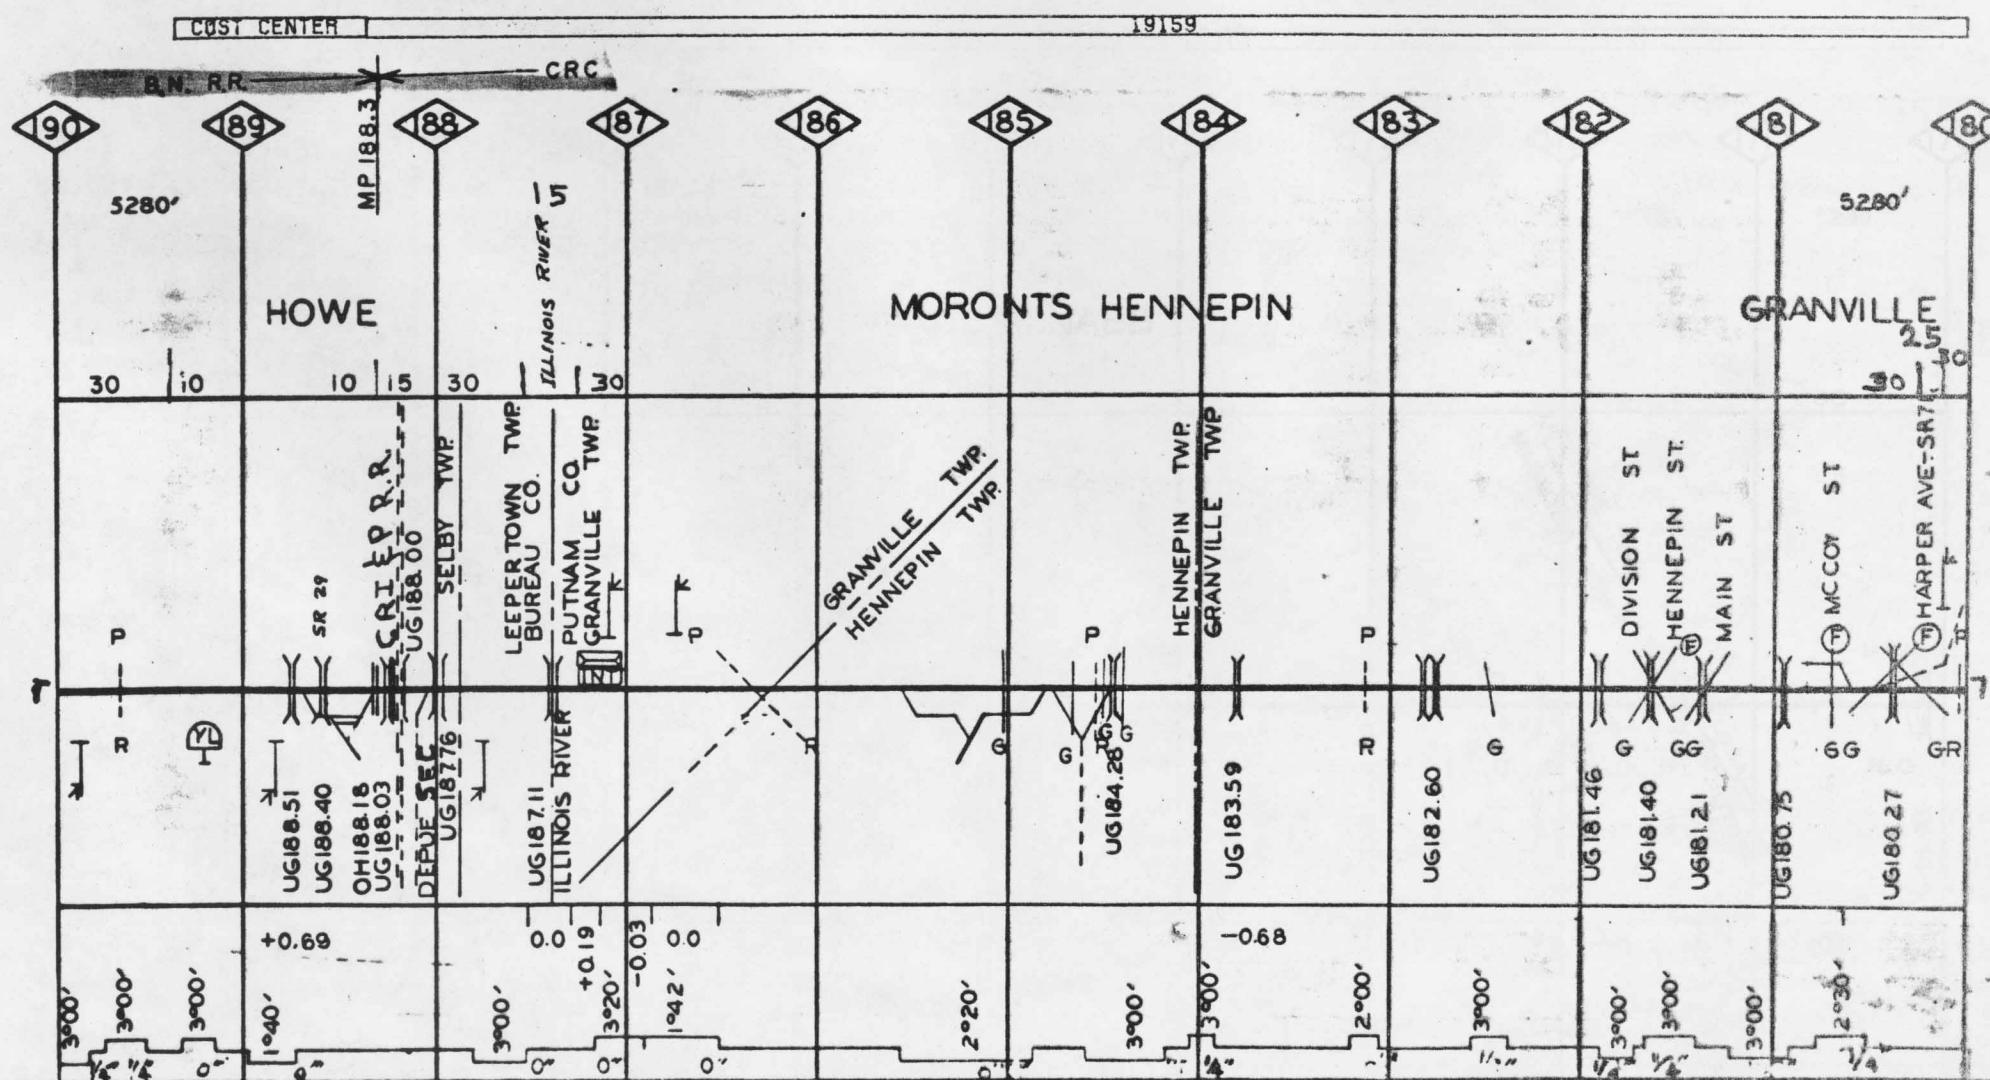 COST CENTER 19159
B.N. R.R. CRC
190 189 188 187 186 185 184 183 182 181 180
MP 188.3
5280' 5280'
ILLINOIS RIVER 15
HOWE MORONTS HENNEPIN GRANVILLE
25
30 10 10 15 30 30 30 30
SR 29
CRIEP R.R.
UG188.00
SELBY TWP.
LEEPERTOWN TWP.
BUREAU CO.
PUTNAM CO.
GRANVILLE TWP.
GRANVILLE TWP.
HENNEPIN TWP.
HENNEPIN TWP.
GRANVILLE TWP.
DIVISION ST
HENNEPIN ST.
MAIN ST
MCCOY ST
HARPER AVE-SR71
P P P P P
F F F
R YL R G G R G G R G G GG GG G-R
UG188.51
UG188.40
OH188.18
UG188.03
DEPUE SEC
UG187.76
UG187.11
ILLINOIS RIVER
UG184.28
UG183.59
UG182.60
UG181.46
UG181.40
UG181.21
UG180.75
UG180.27
+0.69 0.0 +0.19 -0.03 0.0 -0.68
3°00' 3°00' 3°00' 1°40' 3°00' 3°20' 1°42' 2°20' 3°00' 3°00' 2°00' 3°00' 3°00' 3°00' 3°00' 2°30'